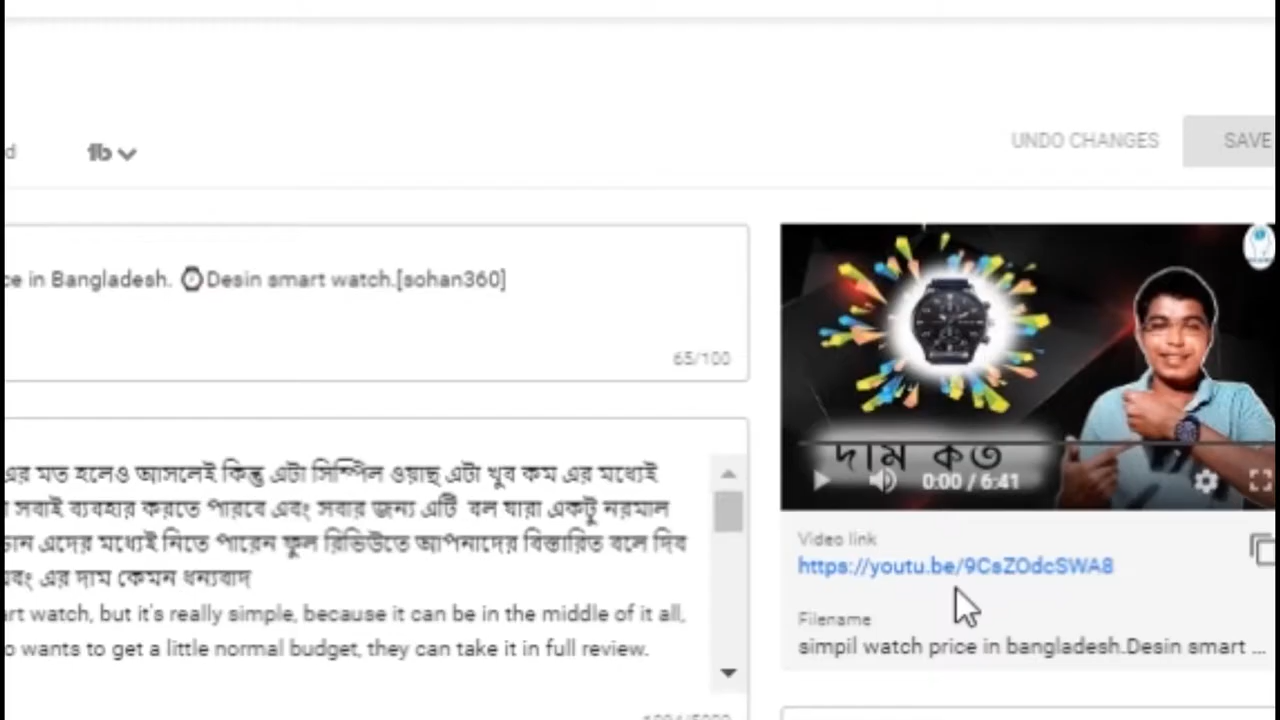 UNDO CHANGES
SAVE
ce in Bangladesh. ⌚Desin smart watch.[sohan360]
65/100
এর মত হলেও আসলেই কিন্তু এটা সিম্পিল ওয়াছ এটা খুব কম এর মধ্যেই
সবাই ব্যবহার করতে পারবে এবং সবার জন্য এটি বল যারা একটু নরমাল
চান এদের মধ্যেই নিতে পারেন ফুল রিভিউতে আপনাদের বিস্তারিত বলে দিব
এবং এর দাম কেমন ধন্যবাদ
art watch, but it's really simple, because it can be in the middle of it all,
o wants to get a little normal budget, they can take it in full review.
দাম কত
0:00 / 6:41
Video link
https://youtu.be/9CsZOdcSWA8
Filename
simpil watch price in bangladesh.Desin smart ...